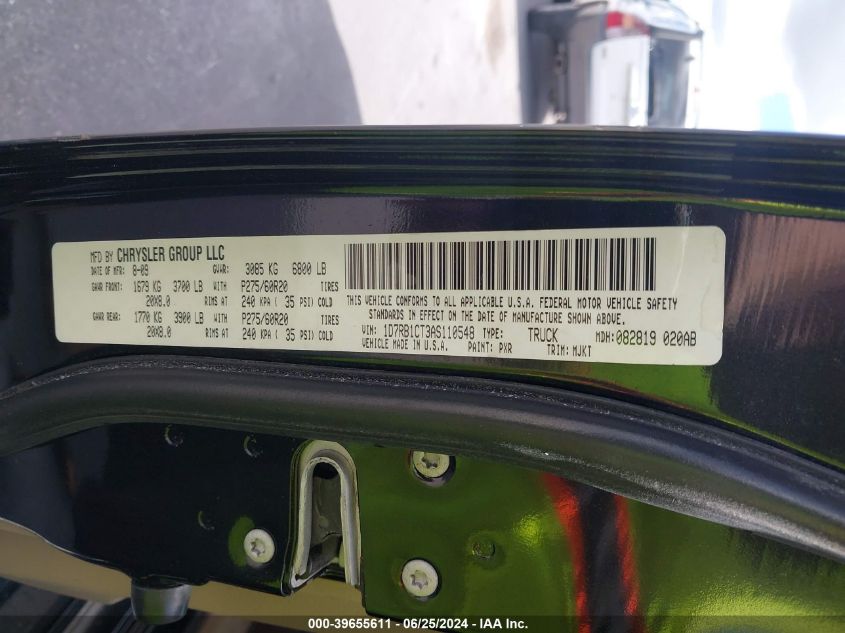 MFD BY CHRYSLER GROUP LLC
DATE OF MFR: 8-09 GVWR: 3085 KG 6800 LB
GAWR FRONT: 1679 KG 3700 LB WITH P275/60R20 TIRES
20X8.0 RIMS AT 240 KPA ( 35 PSI) COLD
GAWR REAR: 1770 KG 3900 LB WITH P275/60R20 TIRES
20X8.0 RIMS AT 240 KPA ( 35 PSI) COLD
THIS VEHICLE CONFORMS TO ALL APPLICABLE U.S.A. FEDERAL MOTOR VEHICLE SAFETY
STANDARDS IN EFFECT ON THE DATE OF MANUFACTURE SHOWN ABOVE.
VIN: 1D7RB1CT3AS110548 TYPE: TRUCK MDH: 082819 020AB
VEHICLE MADE IN U.S.A. PAINT: PXR TRIM: MJKT
000-39655611 - 06/25/2024 - IAA Inc.